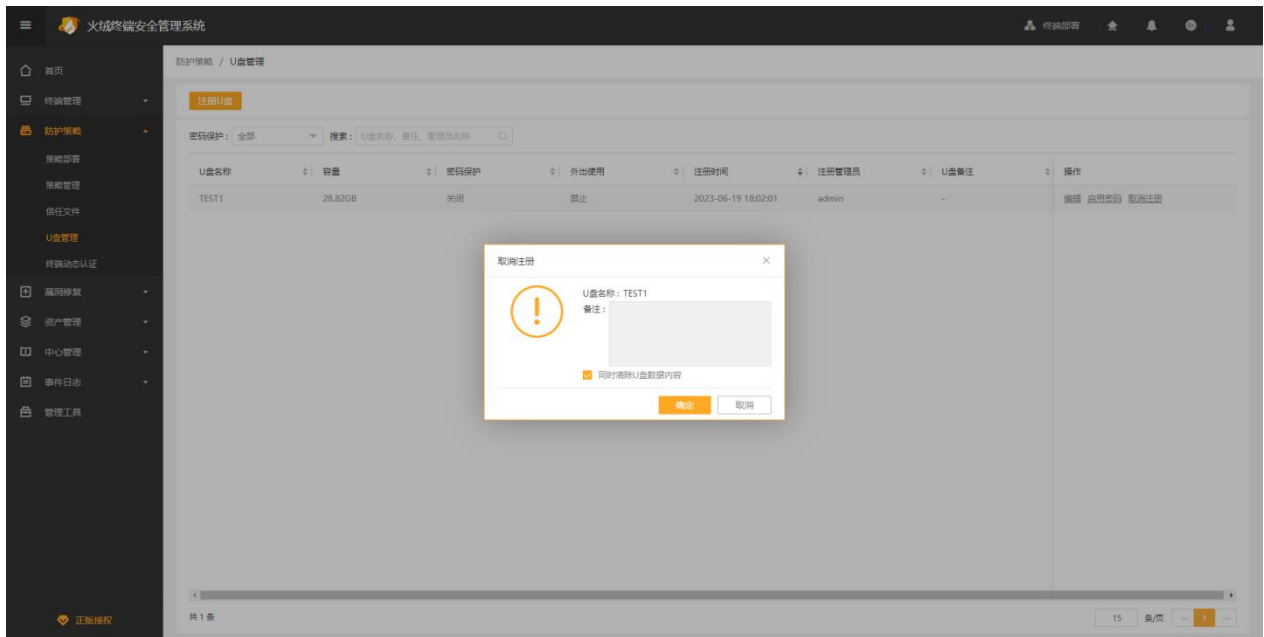 火绒终端安全管理系统
终端部署
首页
终端管理
防护策略
策略部署
策略管理
信任文件
U盘管理
终端动态认证
漏洞修复
资产管理
中心管理
事件日志
管理工具
正版授权
防护策略 / U盘管理
注册U盘
密码保护： 全部 搜索： U盘名称、备注、管理员名称
U盘名称 容量 密码保护 外出使用 注册时间 注册管理员 U盘备注 操作
TEST1 28.82GB 关闭 禁止 2023-06-19 18:02:01 admin - 编辑 启用密码 取消注册
取消注册
U盘名称：TEST1
备注：
同时清除U盘数据内容
确定 取消
共 1 条 15 条/页 1